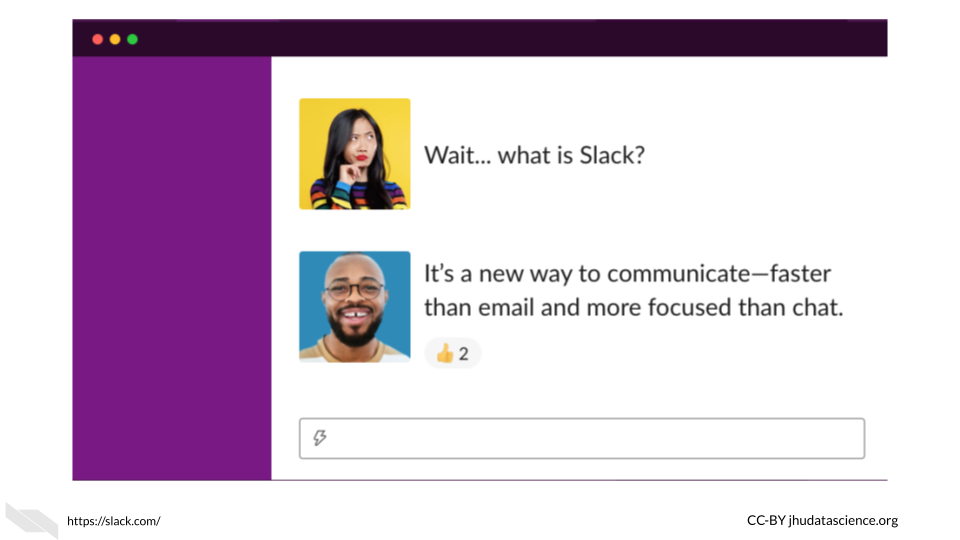 Wait... what is Slack?
It's a new way to communicate—faster
than email and more focused than chat.
👍 2
https://slack.com/
CC-BY jhudatascience.org